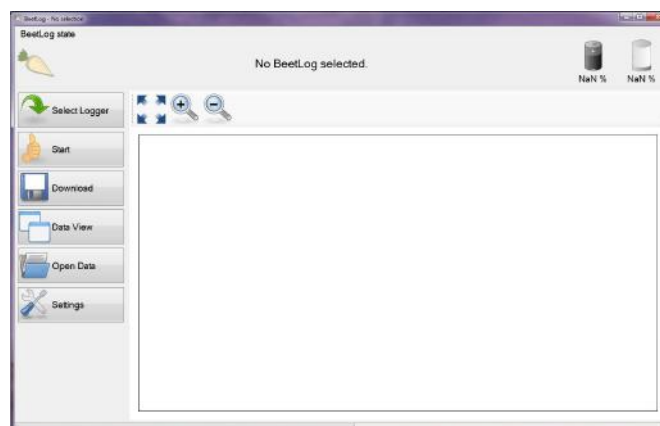 BeetLog - No selection
BeetLog state
No BeetLog selected.
NaN %
NaN %
Select Logger
Start
Download
Data View
Open Data
Settings